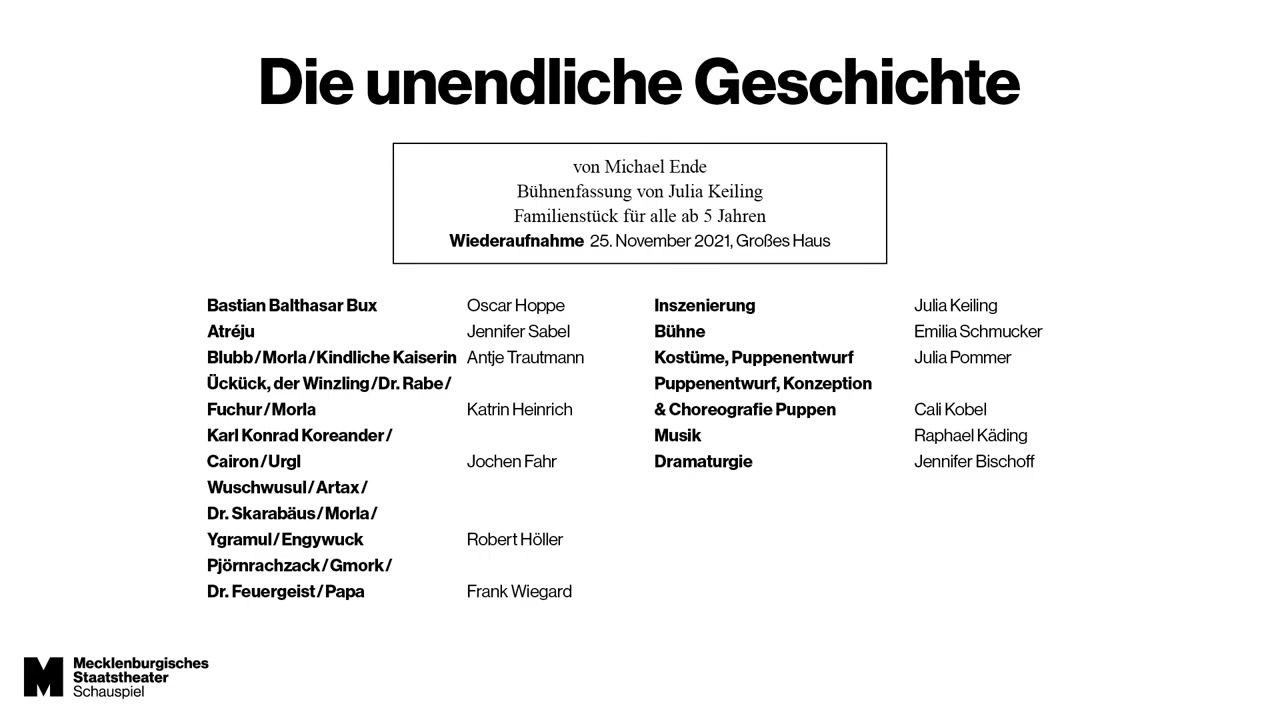 Die unendliche Geschichte
von Michael Ende
Bühnenfassung von Julia Keiling
Familienstück für alle ab 5 Jahren
Wiederaufnahme 25. November 2021, Großes Haus
Bastian Balthasar Bux Oscar Hoppe
Atréju Jennifer Sabel
Blubb/Morla/Kindliche Kaiserin Antje Trautmann
Ückück, der Winzling/Dr. Rabe/
Fuchur/Morla Katrin Heinrich
Karl Konrad Koreander/
Cairon/Urgl Jochen Fahr
Wuschwusul/Artax/
Dr. Skarabäus/Morla/
Ygramul/Engywuck Robert Höller
Pjörnrachzack/Gmork/
Dr. Feuergeist/Papa Frank Wiegard
Inszenierung Julia Keiling
Bühne Emilia Schmucker
Kostüme, Puppenentwurf Julia Pommer
Puppenentwurf, Konzeption
& Choreografie Puppen Cali Kobel
Musik Raphael Käding
Dramaturgie Jennifer Bischoff
M
Mecklenburgisches
Staatstheater
Schauspiel